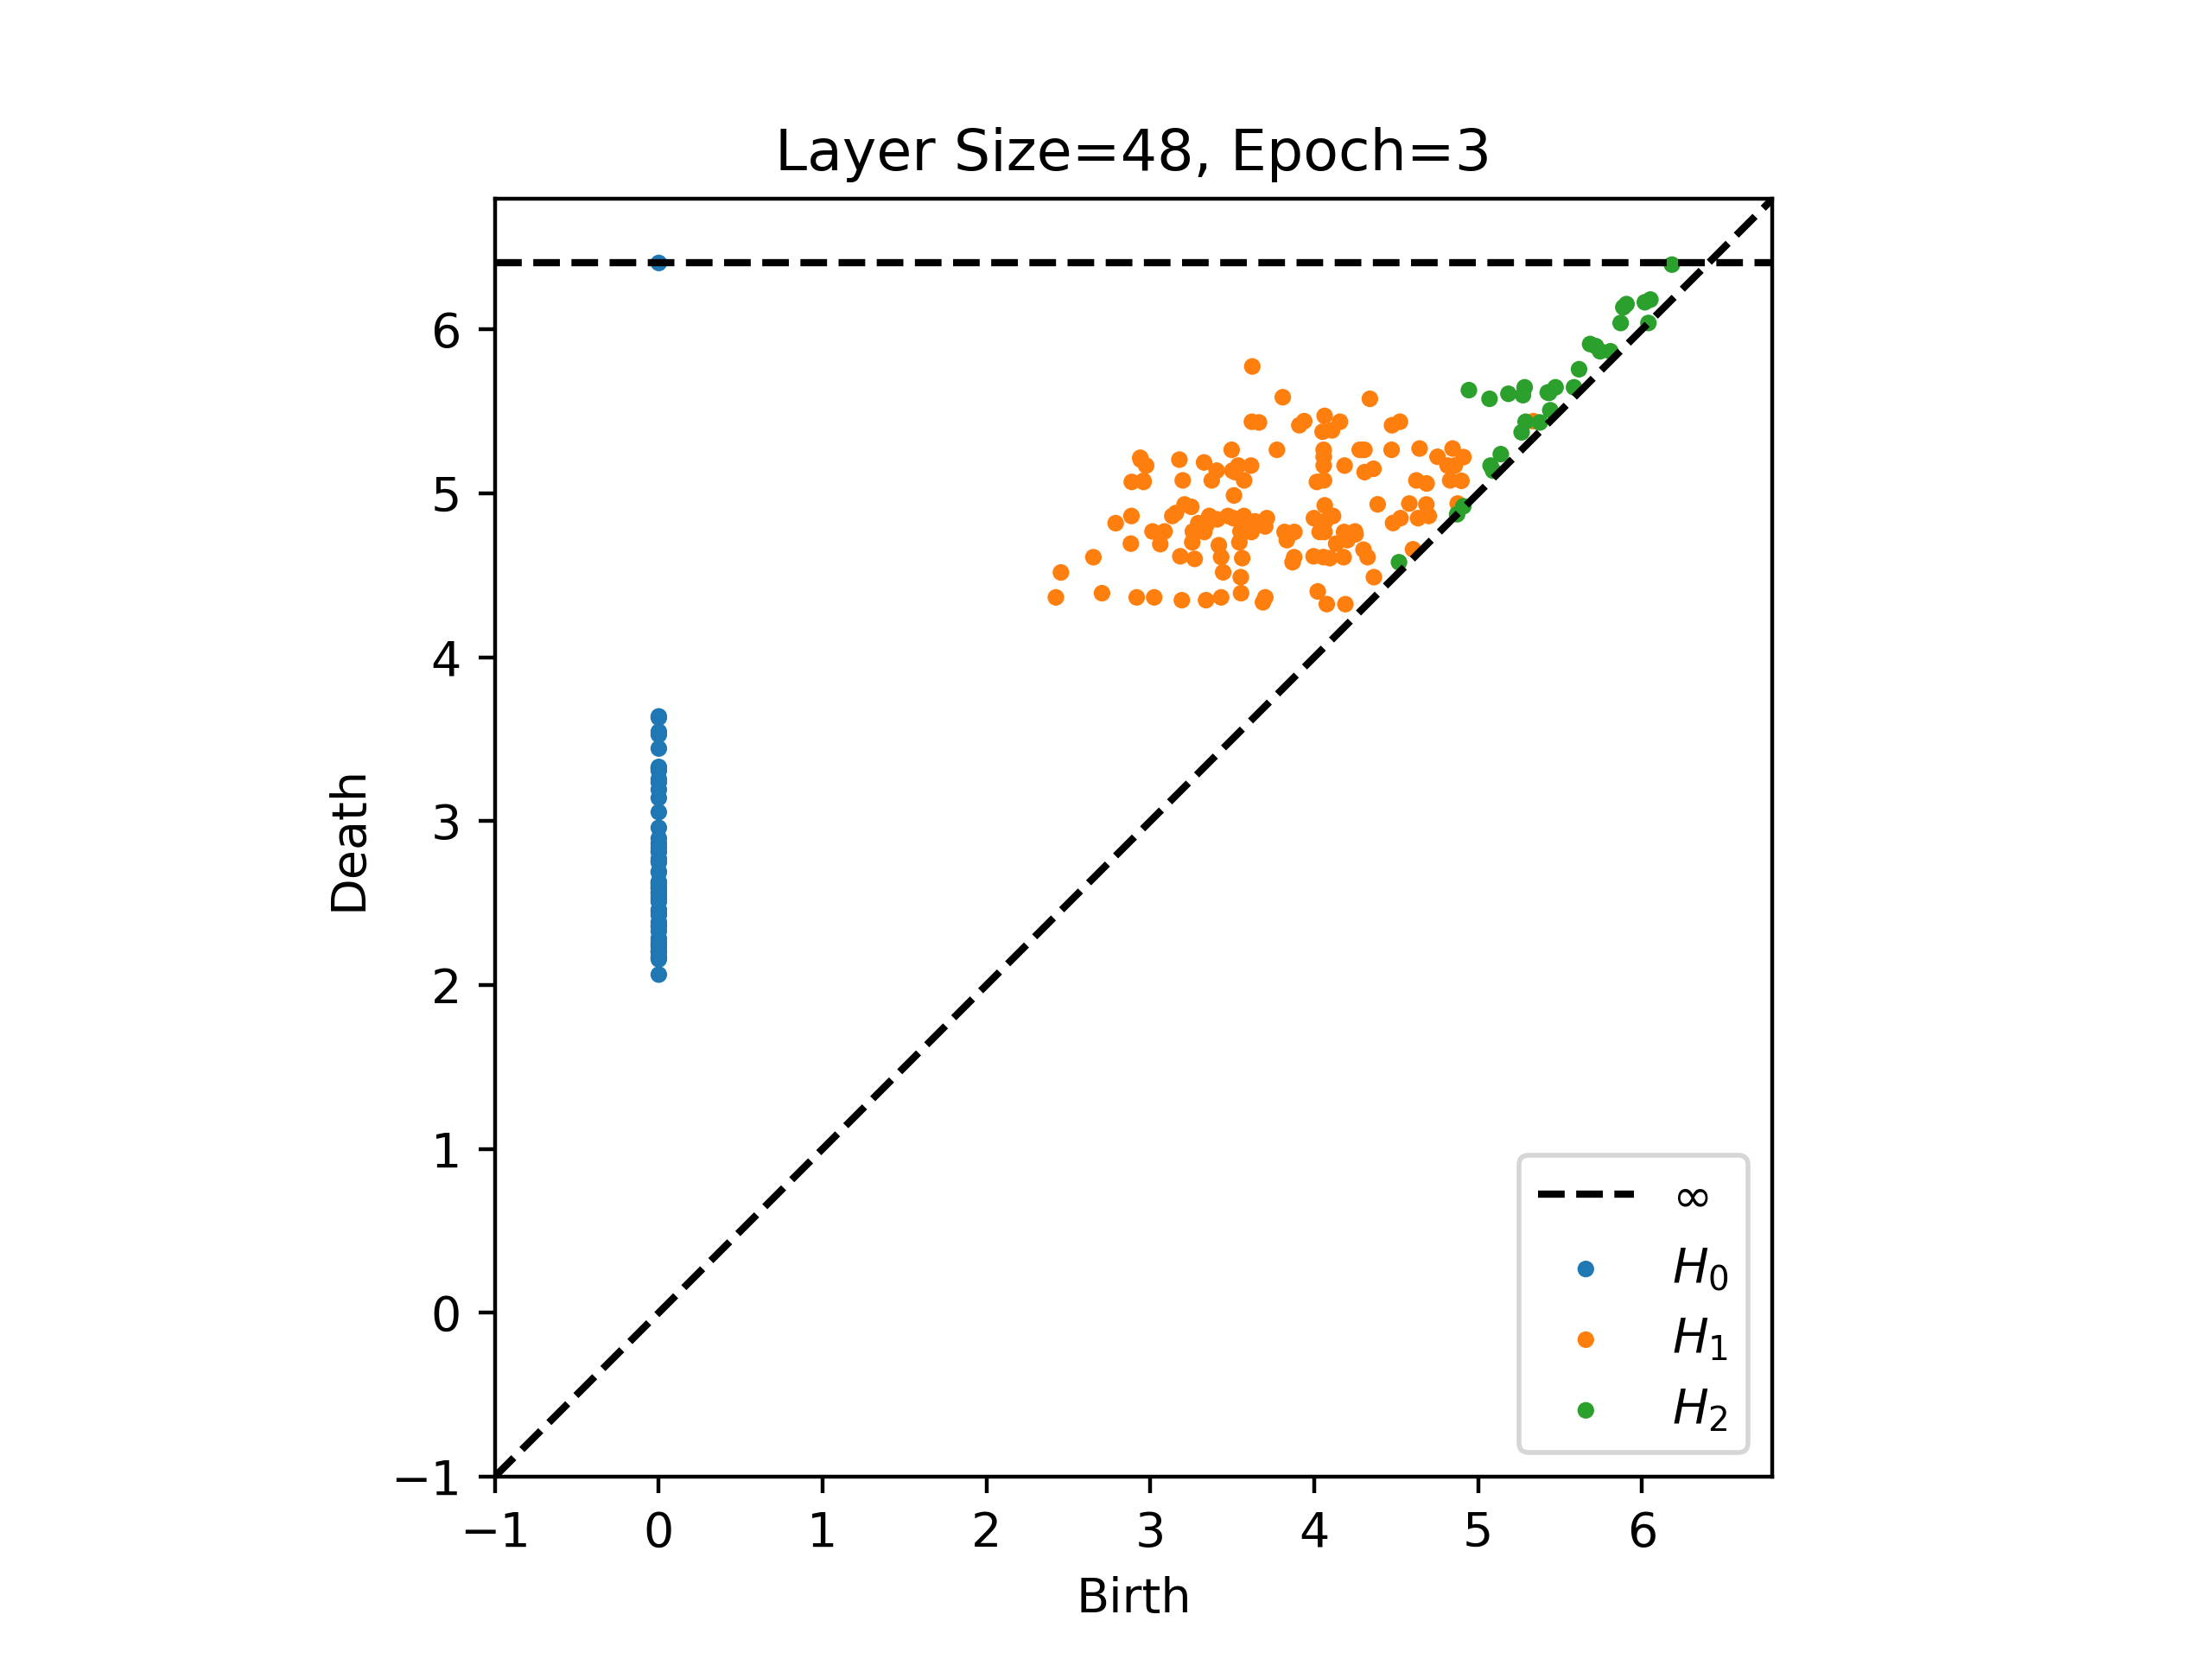 Layer Size=48, Epoch=3
6
5
4
3
2
1
0
−1
Death
−1 0 1 2 3 4 5 6
Birth
∞
H₀
H₁
H₂